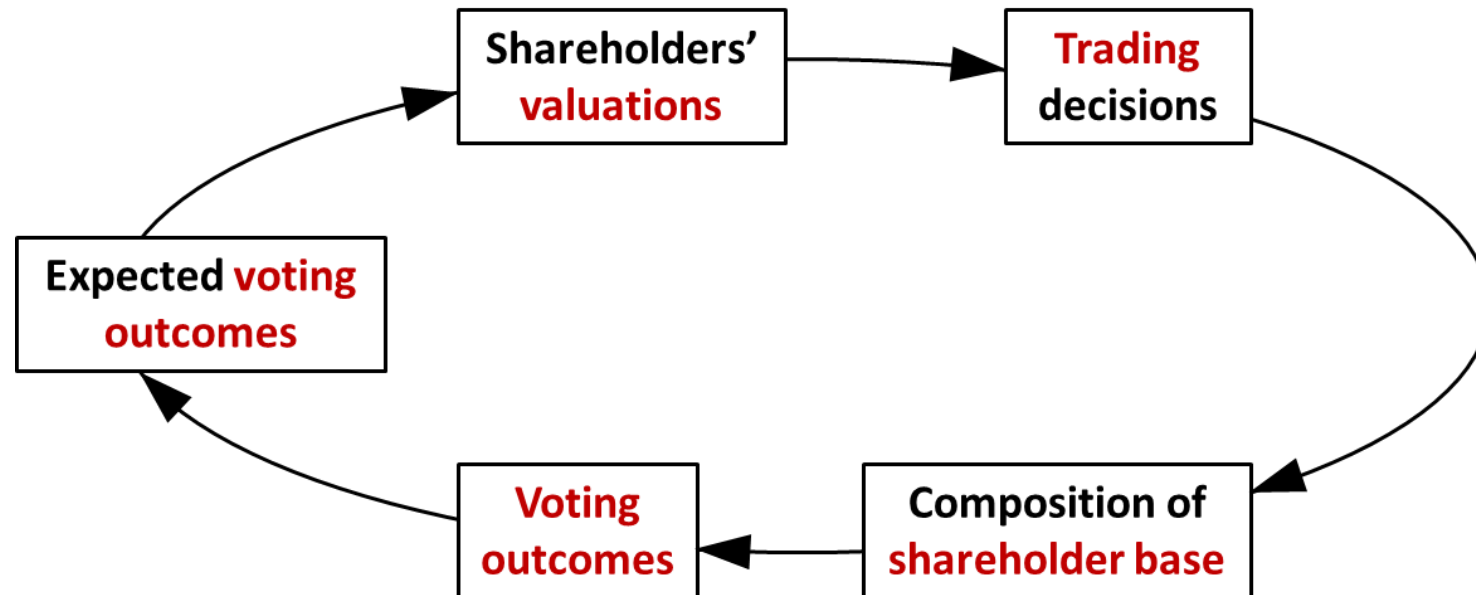 Shareholders’
valuations
Trading
decisions
Expected voting
outcomes
Voting
outcomes
Composition of
shareholder base